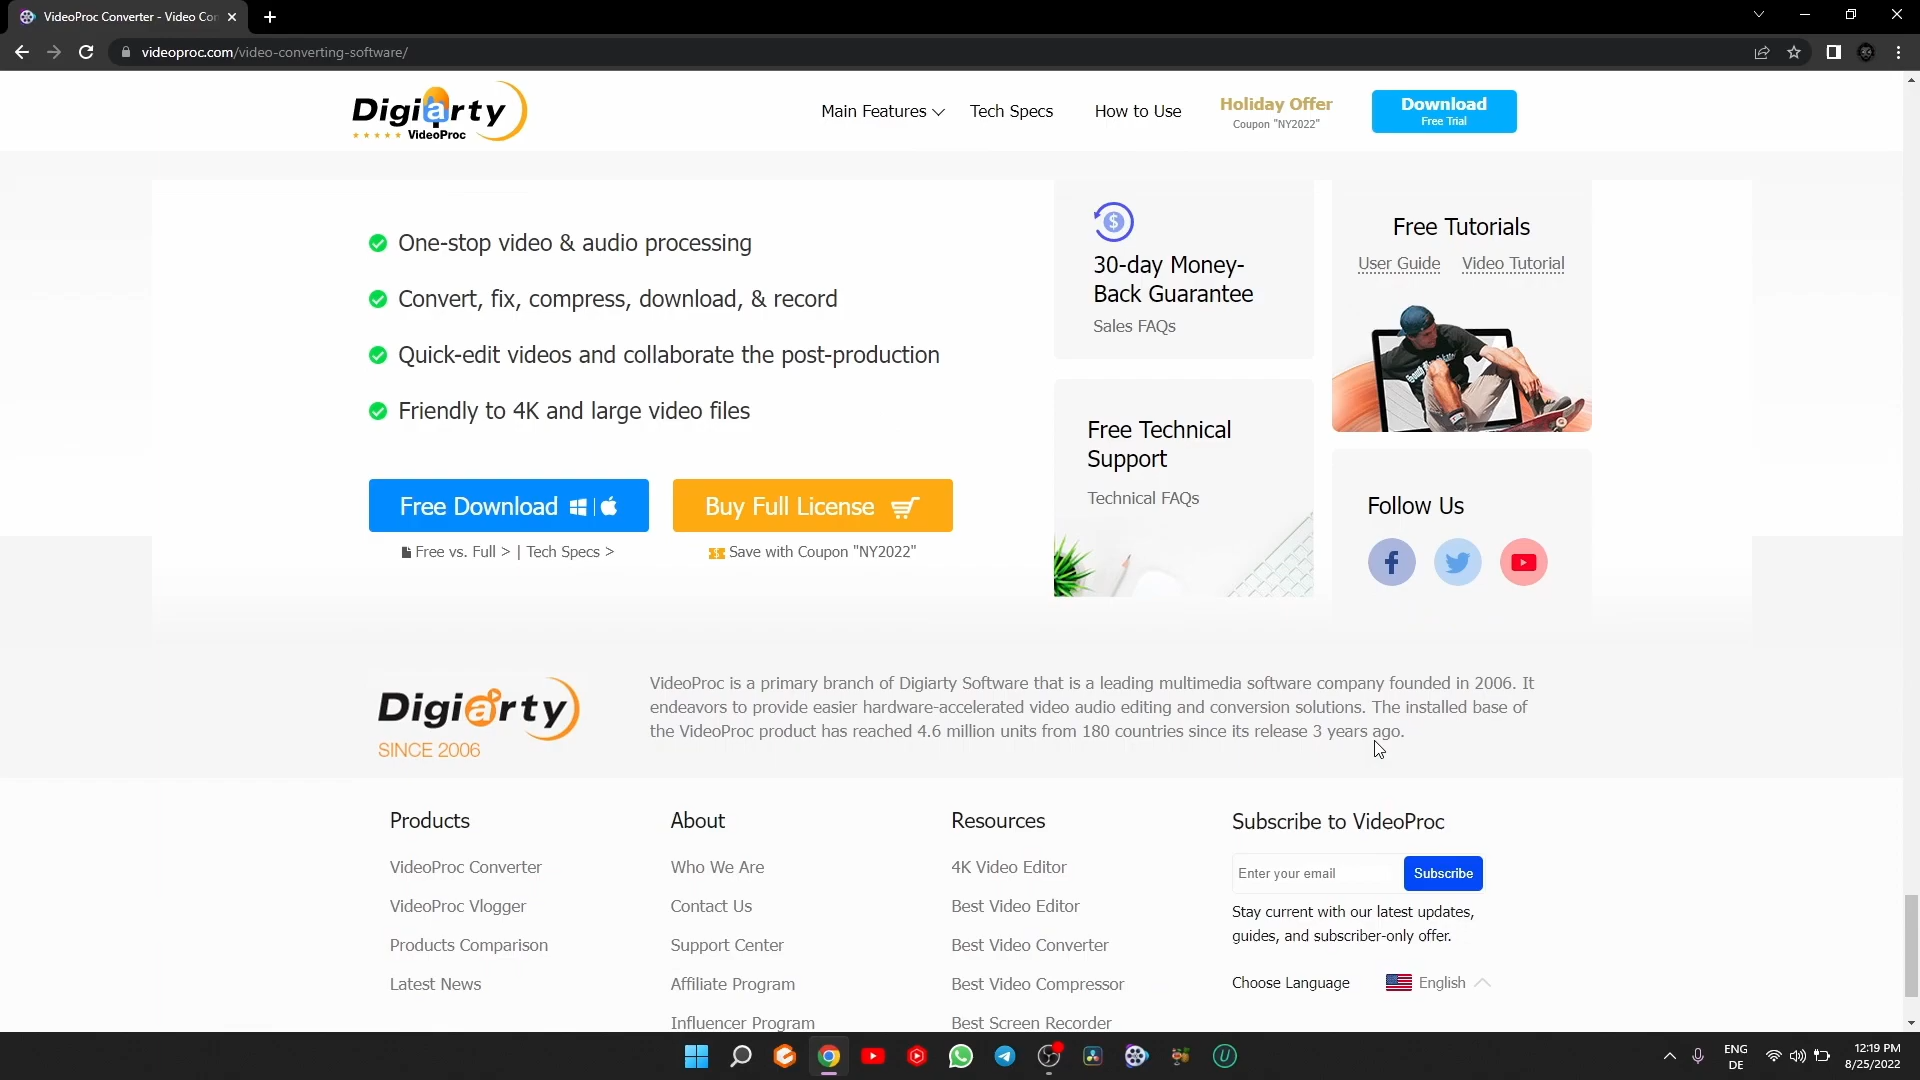 VideoProc Converter - Video Con
videoproc.com/video-converting-software/
Digiarty
VideoProc
Main Features
Tech Specs
How to Use
Holiday Offer
Coupon "NY2022"
Download
Free Trial
One-stop video & audio processing
Convert, fix, compress, download, & record
Quick-edit videos and collaborate the post-production
Friendly to 4K and large video files
Free Download
Buy Full License
Free vs. Full > | Tech Specs >
Save with Coupon "NY2022"
30-day Money-
Back Guarantee
Sales FAQs
Free Technical
Support
Technical FAQs
Free Tutorials
User Guide Video Tutorial
Follow Us
Digiarty
SINCE 2006
VideoProc is a primary branch of Digiarty Software that is a leading multimedia software company founded in 2006. It
endeavors to provide easier hardware-accelerated video audio editing and conversion solutions. The installed base of
the VideoProc product has reached 4.6 million units from 180 countries since its release 3 years ago.
Products
VideoProc Converter
VideoProc Vlogger
Products Comparison
Latest News
About
Who We Are
Contact Us
Support Center
Affiliate Program
Influencer Program
Resources
4K Video Editor
Best Video Editor
Best Video Converter
Best Video Compressor
Best Screen Recorder
Subscribe to VideoProc
Enter your email
Subscribe
Stay current with our latest updates,
guides, and subscriber-only offer.
Choose Language
English
ENG
DE
12:19 PM
8/25/2022